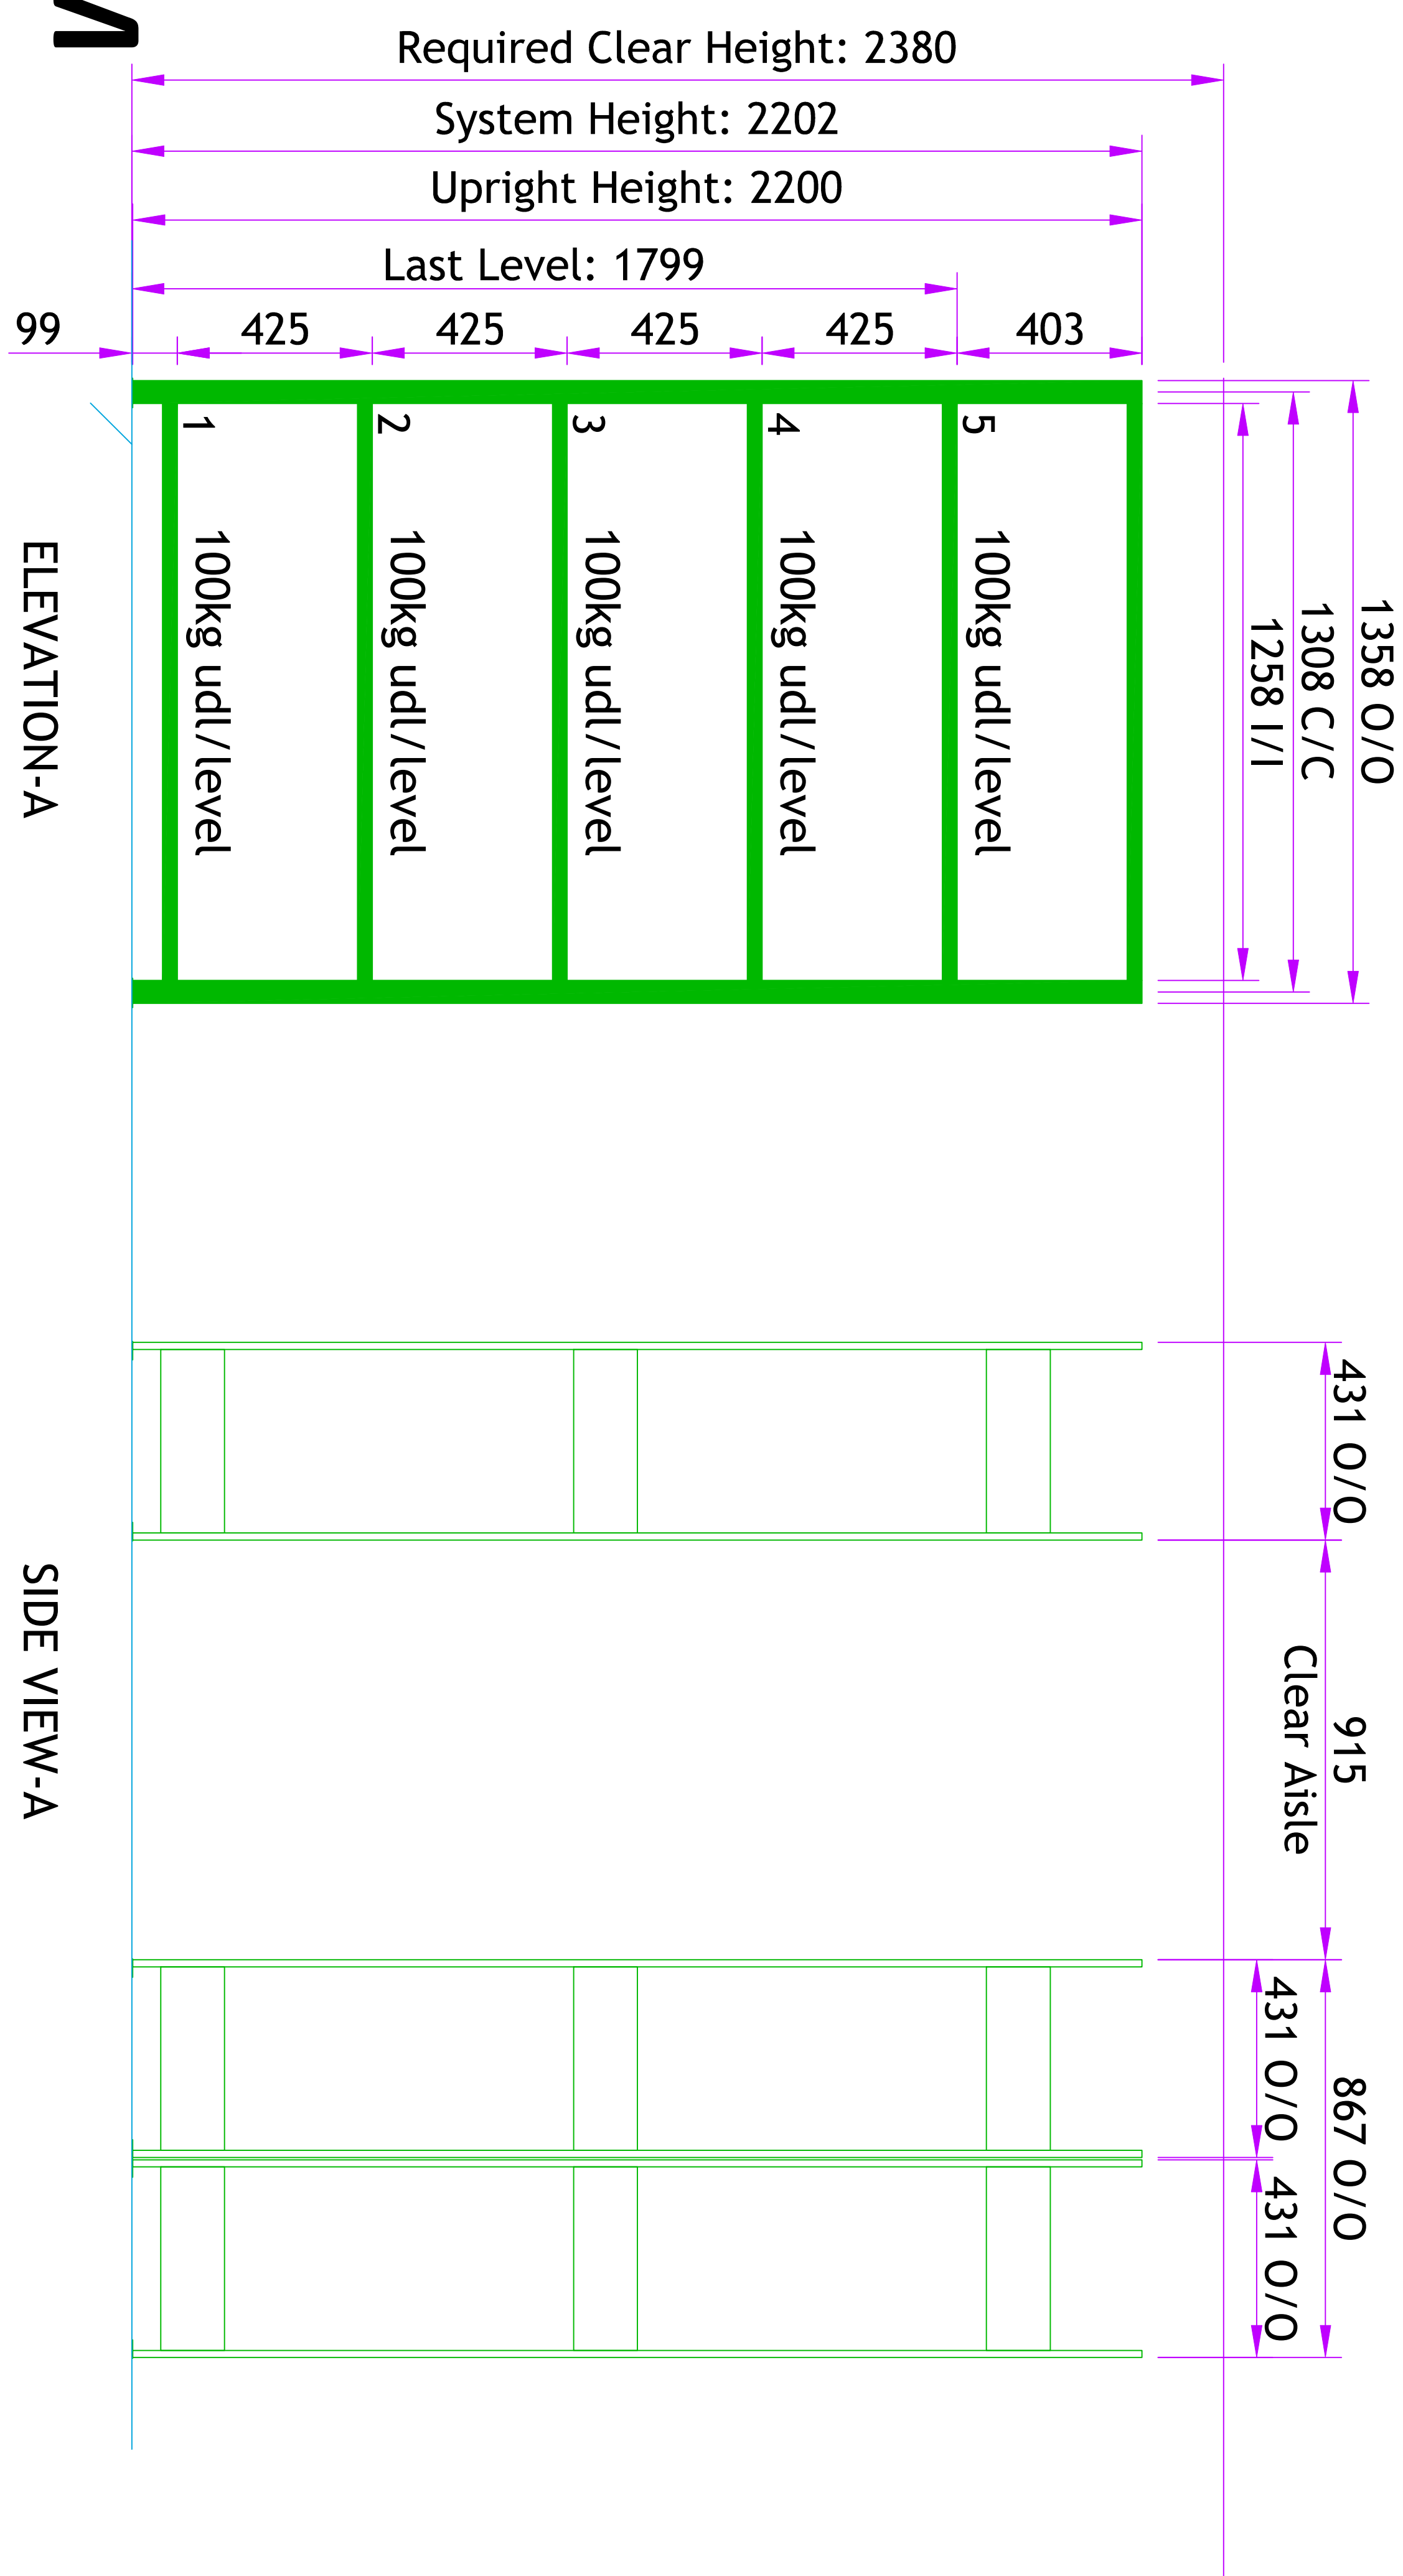 Required Clear Height: 2380
System Height: 2202
Upright Height: 2200
Last Level: 1799
99
425
425
425
425
403
1
2
3
4
5
100kg udl/level
100kg udl/level
100kg udl/level
100kg udl/level
100kg udl/level
1358 O/O
1308 C/C
1258 I/I
ELEVATION-A
431 O/O
915
Clear Aisle
431 O/O
867 O/O
431 O/O
SIDE VIEW-A